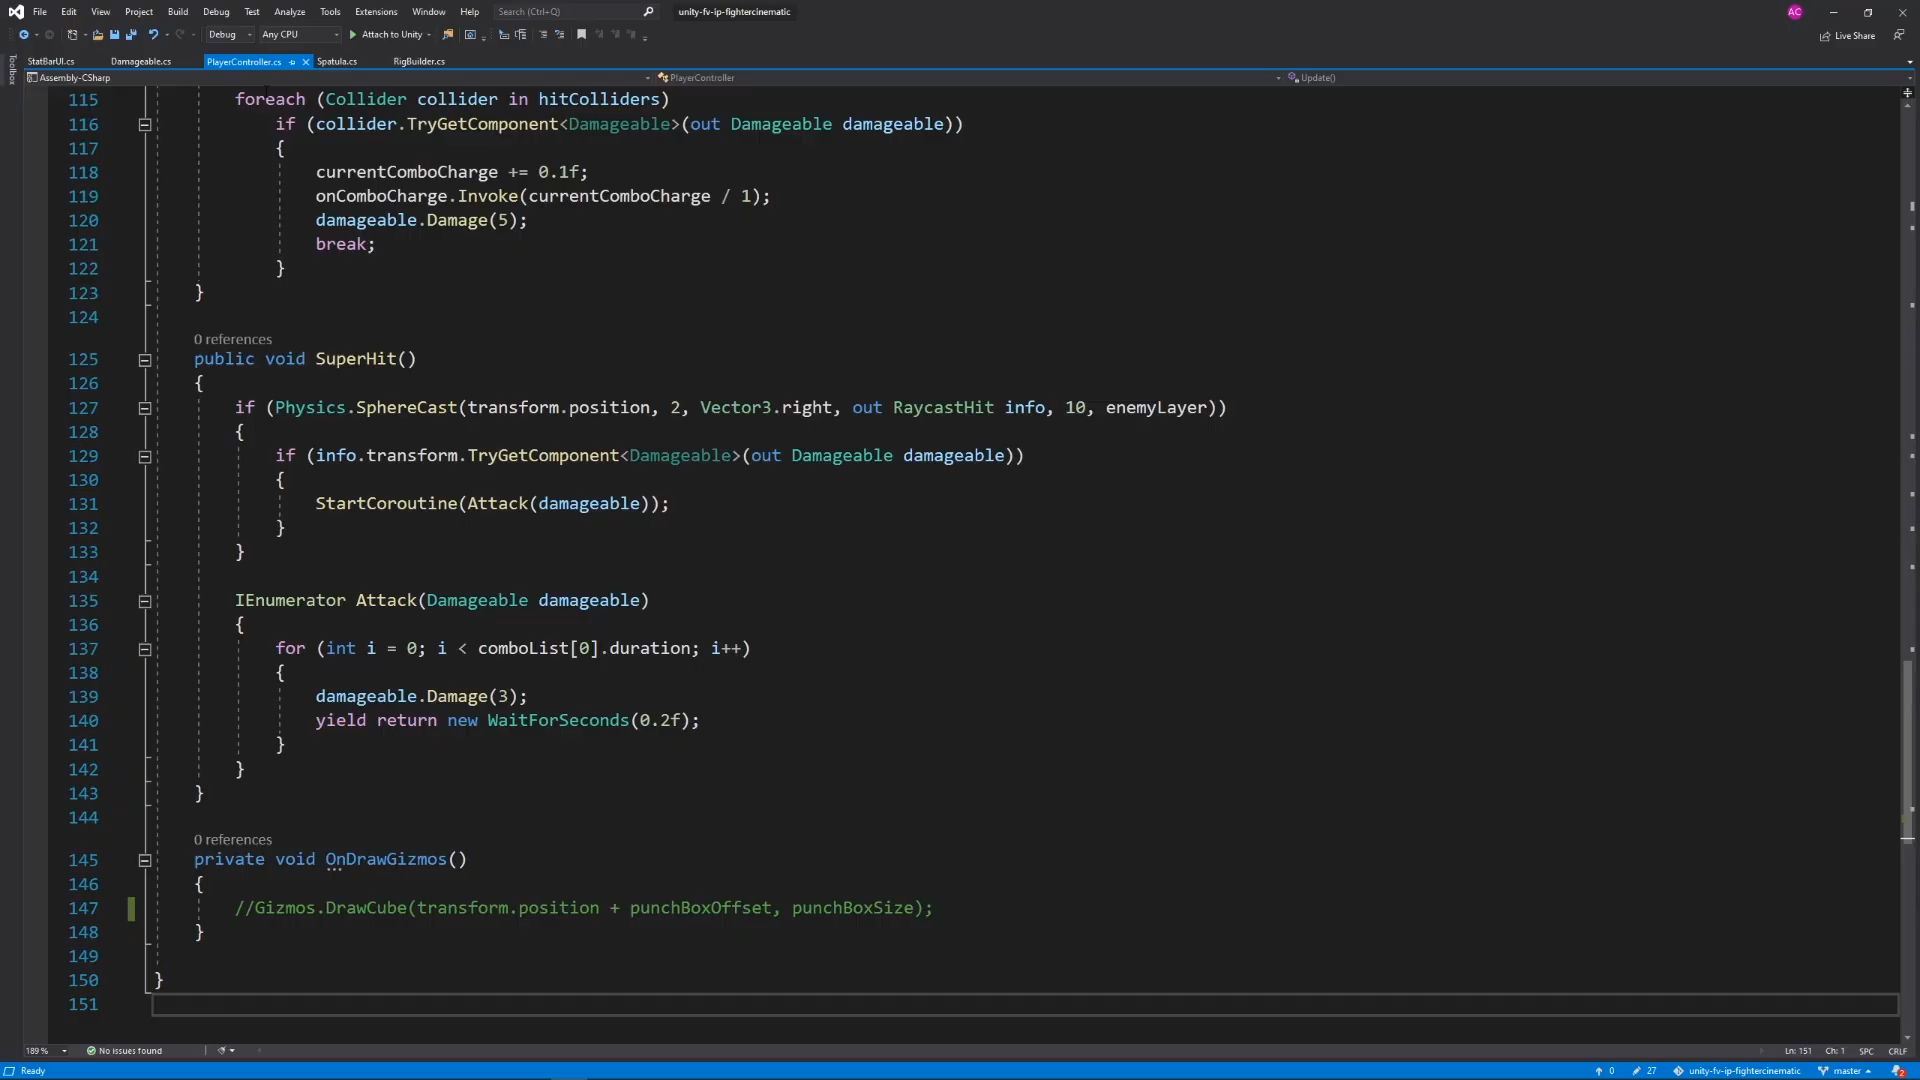 File Edit View Project Build Debug Test Analyze Tools Extensions Window Help Search (Ctrl+Q) unity-fv-ip-fightercinematic AC
Debug Any CPU Attach to Unity Live Share
Toolbox
StatBarUI.cs Damageable.cs PlayerController.cs Spatula.cs RigBuilder.cs
Assembly-CSharp PlayerController Update()
115 foreach (Collider collider in hitColliders)
116 if (collider.TryGetComponent<Damageable>(out Damageable damageable))
117 {
118 currentComboCharge += 0.1f;
119 onComboCharge.Invoke(currentComboCharge / 1);
120 damageable.Damage(5);
121 break;
122 }
123 }
124
0 references
125 public void SuperHit()
126 {
127 if (Physics.SphereCast(transform.position, 2, Vector3.right, out RaycastHit info, 10, enemyLayer))
128 {
129 if (info.transform.TryGetComponent<Damageable>(out Damageable damageable))
130 {
131 StartCoroutine(Attack(damageable));
132 }
133 }
134
135 IEnumerator Attack(Damageable damageable)
136 {
137 for (int i = 0; i < comboList[0].duration; i++)
138 {
139 damageable.Damage(3);
140 yield return new WaitForSeconds(0.2f);
141 }
142 }
143 }
144
0 references
145 private void OnDrawGizmos()
146 {
147 //Gizmos.DrawCube(transform.position + punchBoxOffset, punchBoxSize);
148 }
149
150 }
151
189 % No issues found Ln: 151 Ch: 1 SPC CRLF
Ready 0 27 unity-fv-ip-fightercinematic master 2